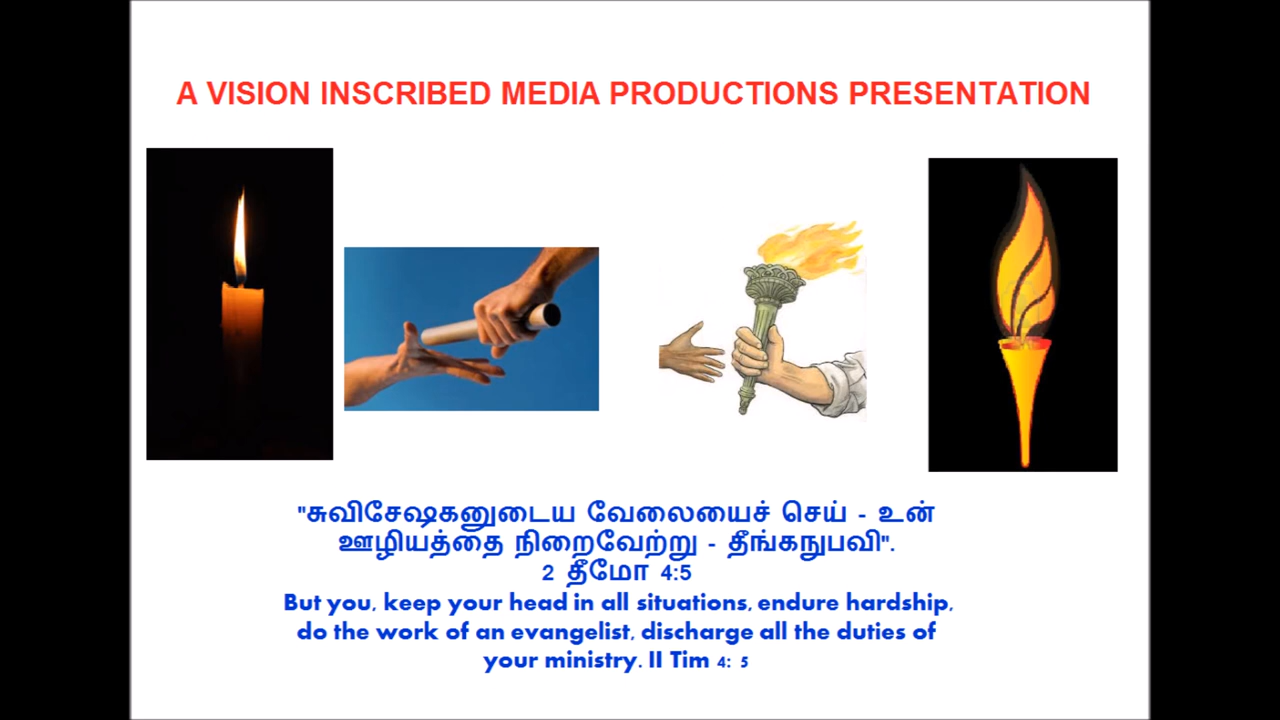 A VISION INSCRIBED MEDIA PRODUCTIONS PRESENTATION
"சுவிசேஷகனுடைய வேலையைச் செய் - உன்
ஊழியத்தை நிறைவேற்று - தீங்கநுபவி".
2 தீமோ 4:5
But you, keep your head in all situations, endure hardship,
do the work of an evangelist, discharge all the duties of
your ministry. II Tim 4: 5